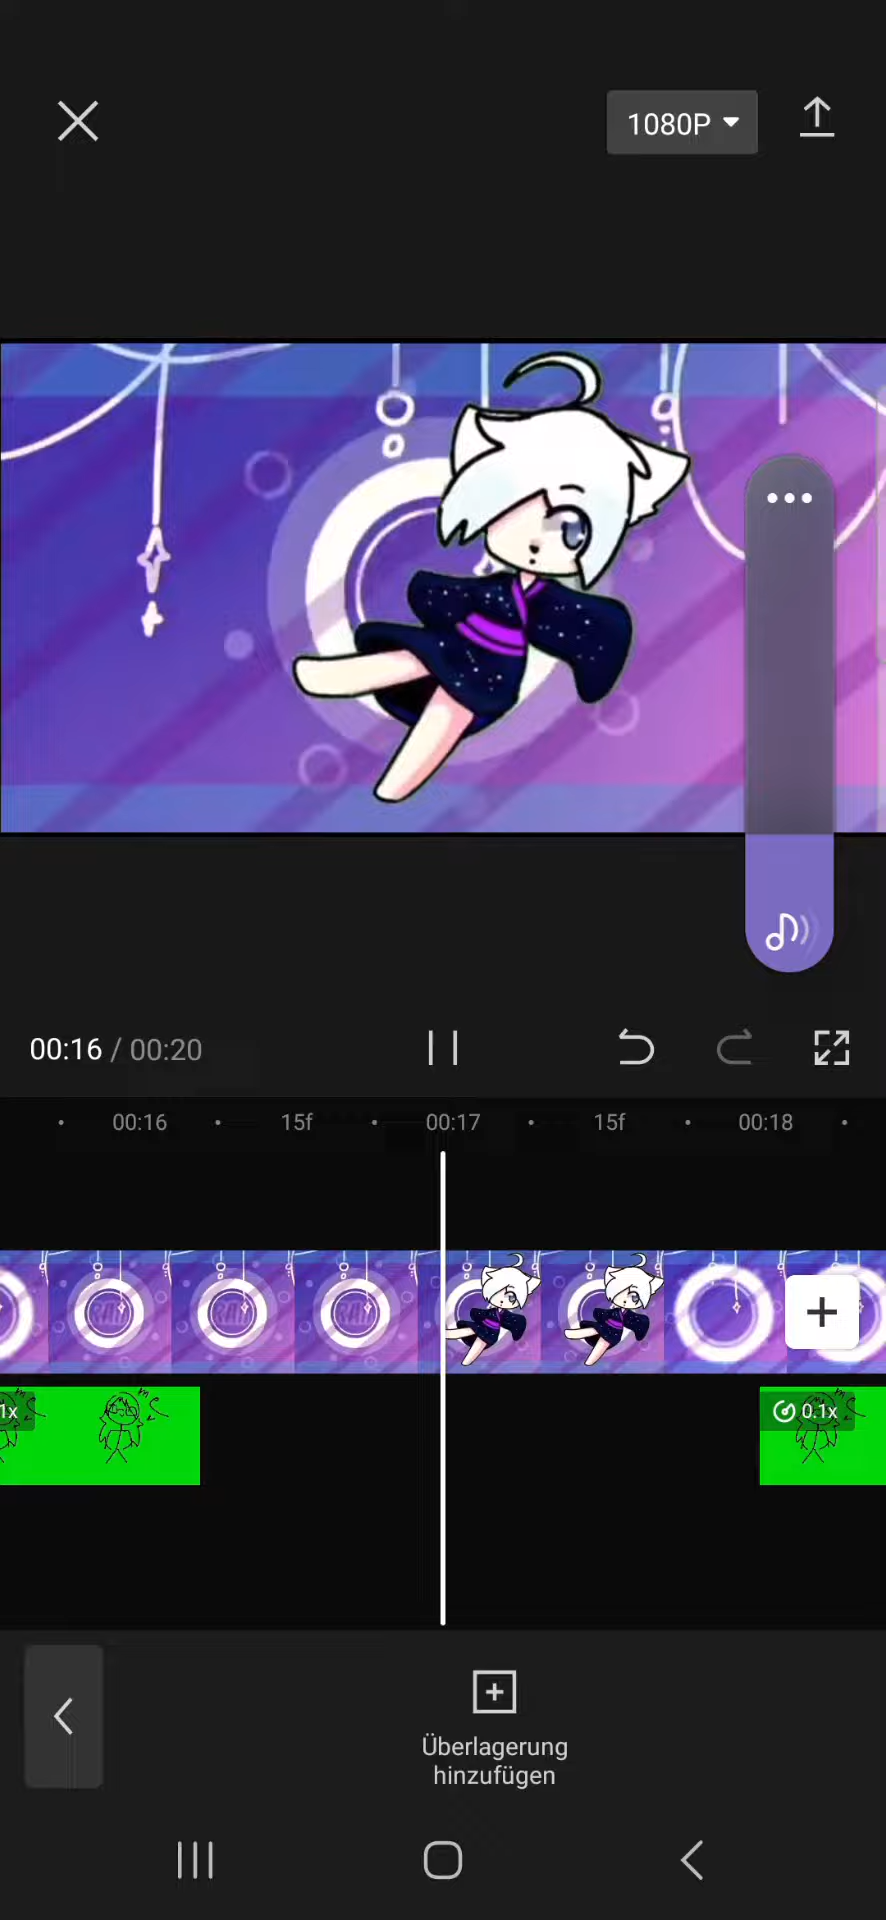 1080P
00:16 / 00:20
00:16 15f 00:17 15f 00:18
1x
0.1x
Überlagerung
hinzufügen